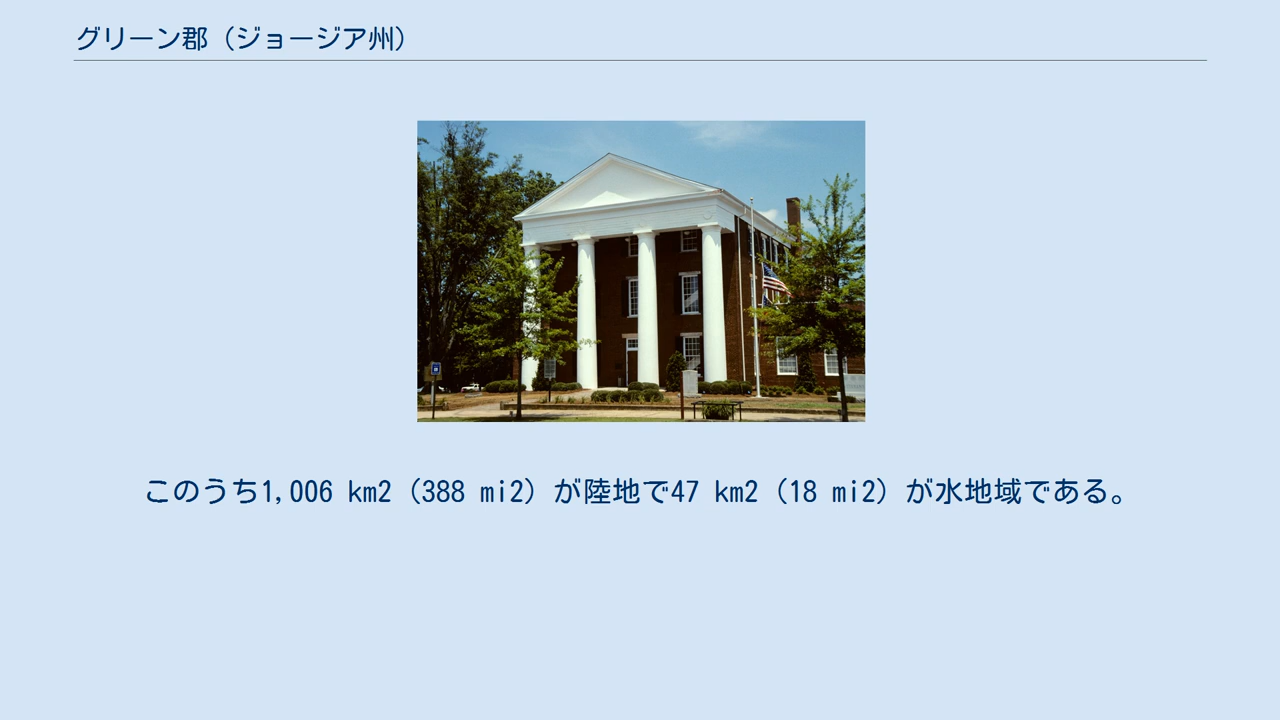 グリーン郡（ジョージア州）
このうち1,006 km2（388 mi2）が陸地で47 km2（18 mi2）が水地域である。